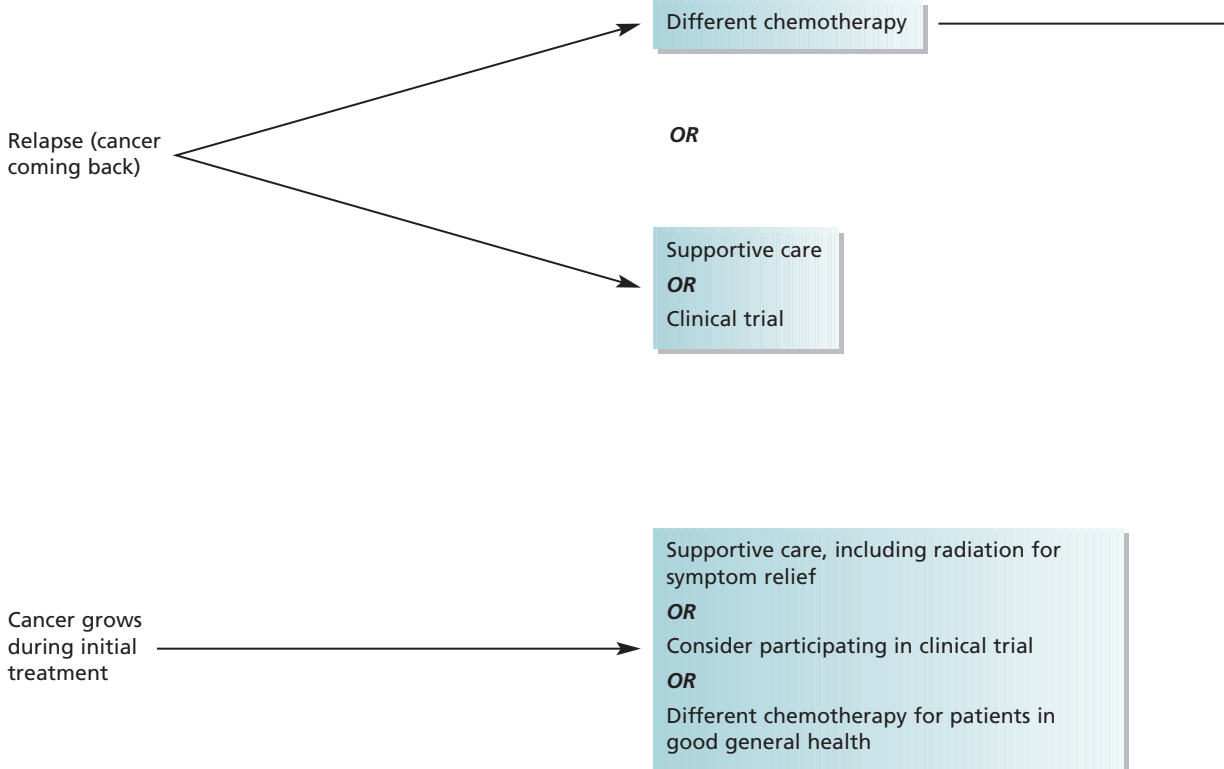 Different chemotherapy
Relapse (cancer
coming back)
OR
Supportive care
OR
Clinical trial
Supportive care, including radiation for
symptom relief
OR
Consider participating in clinical trial
OR
Different chemotherapy for patients in
good general health
Cancer grows
during initial
treatment